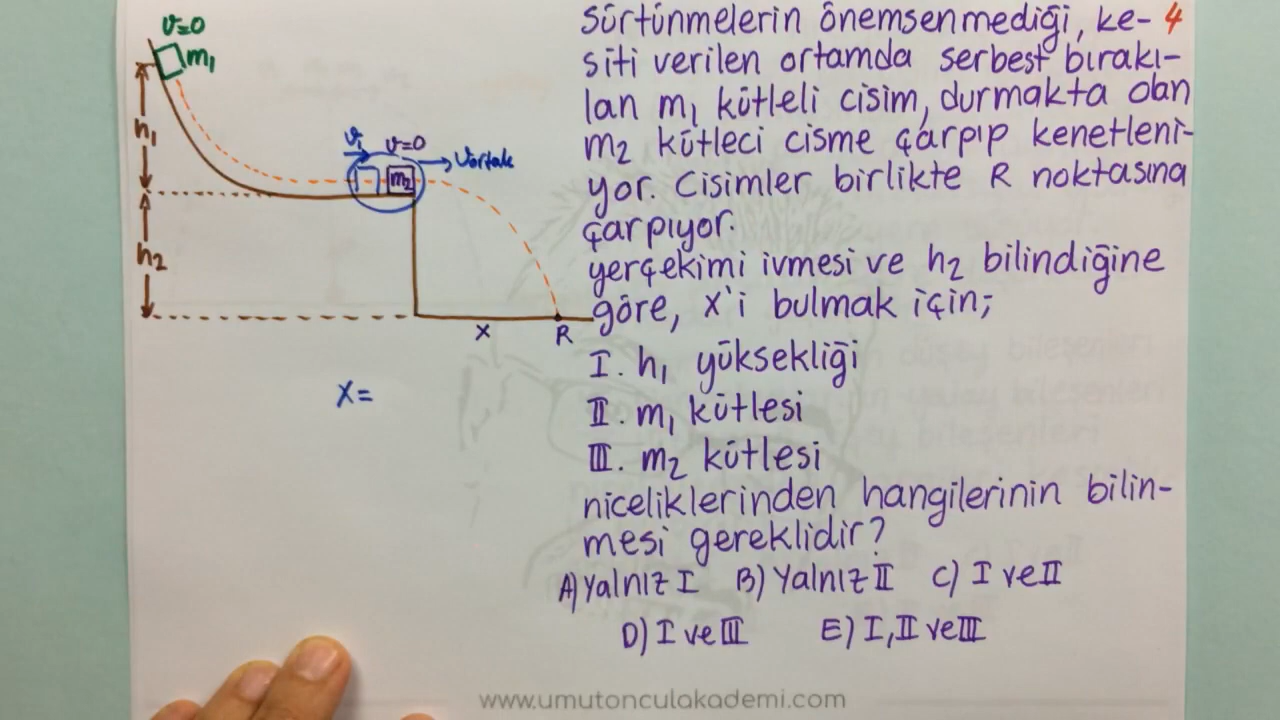 Sürtünmelerin önemsenmediği, ke- 4
siti verilen ortamda serbest bırakı-
lan m₁ kütleli cisim, durmakta olan
m₂ kütleci cisme çarpıp kenetleni-
yor. Cisimler birlikte R noktasına
çarpıyor.
yerçekimi ivmesi ve h₂ bilindiğine
göre, x'i bulmak için;
I. h₁ yüksekliği
II. m₁ kütlesi
III. m₂ kütlesi
niceliklerinden hangilerinin bilin-
mesi gereklidir?
A) Yalnız I B) Yalnız II C) I ve II
D) I ve III E) I, II ve III
v=0
m₁
h₁
v₁ v=0
m₂
Vortak
h₂
x R
x=
www.umutonculakademi.com